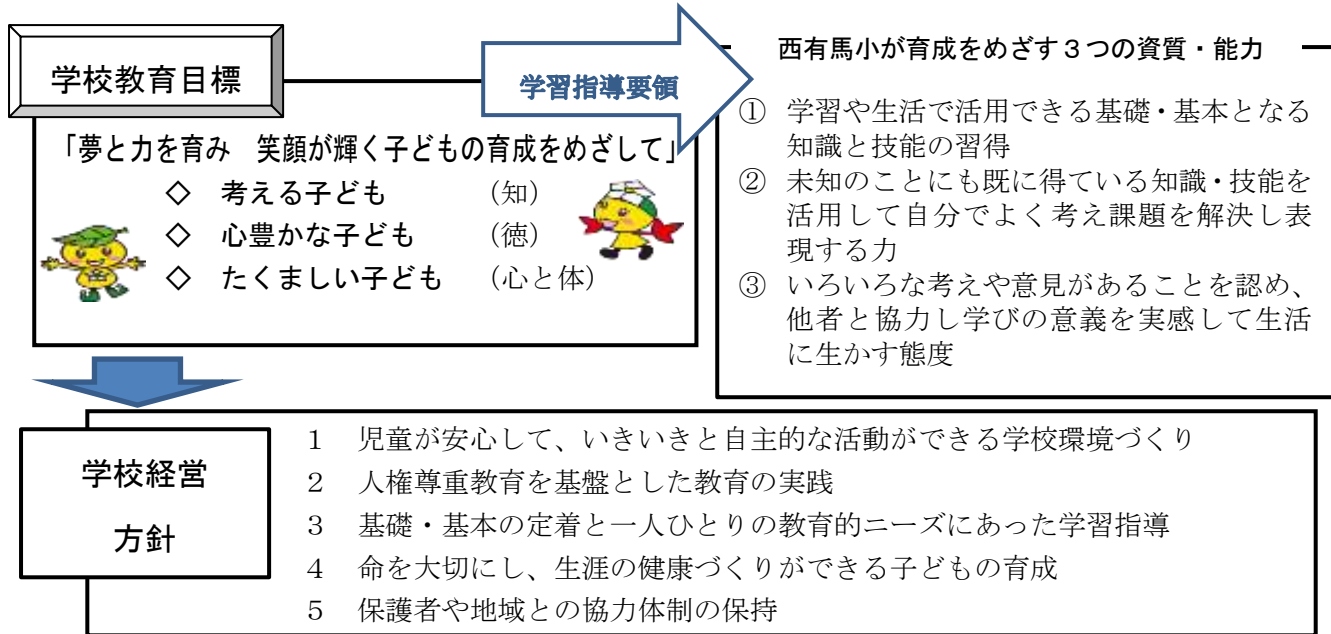 学校教育目標
学習指導要領
「夢と力を育み　笑顔が輝く子どもの育成をめざして」
◇　考える子ども　（知）
◇　心豊かな子ども　（徳）
◇　たくましい子ども　（心と体）
西有馬小が育成をめざす３つの資質・能力
①　学習や生活で活用できる基礎・基本となる
知識と技能の習得
②　未知のことにも既に得ている知識・技能を
活用して自分でよく考え課題を解決し表
現する力
③　いろいろな考えや意見があることを認め、
他者と協力し学びの意義を実感して生活
に生かす態度
学校経営
方針
１　児童が安心して、いきいきと自主的な活動ができる学校環境づくり
２　人権尊重教育を基盤とした教育の実践
３　基礎・基本の定着と一人ひとりの教育的ニーズにあった学習指導
４　命を大切にし、生涯の健康づくりができる子どもの育成
５　保護者や地域との協力体制の保持